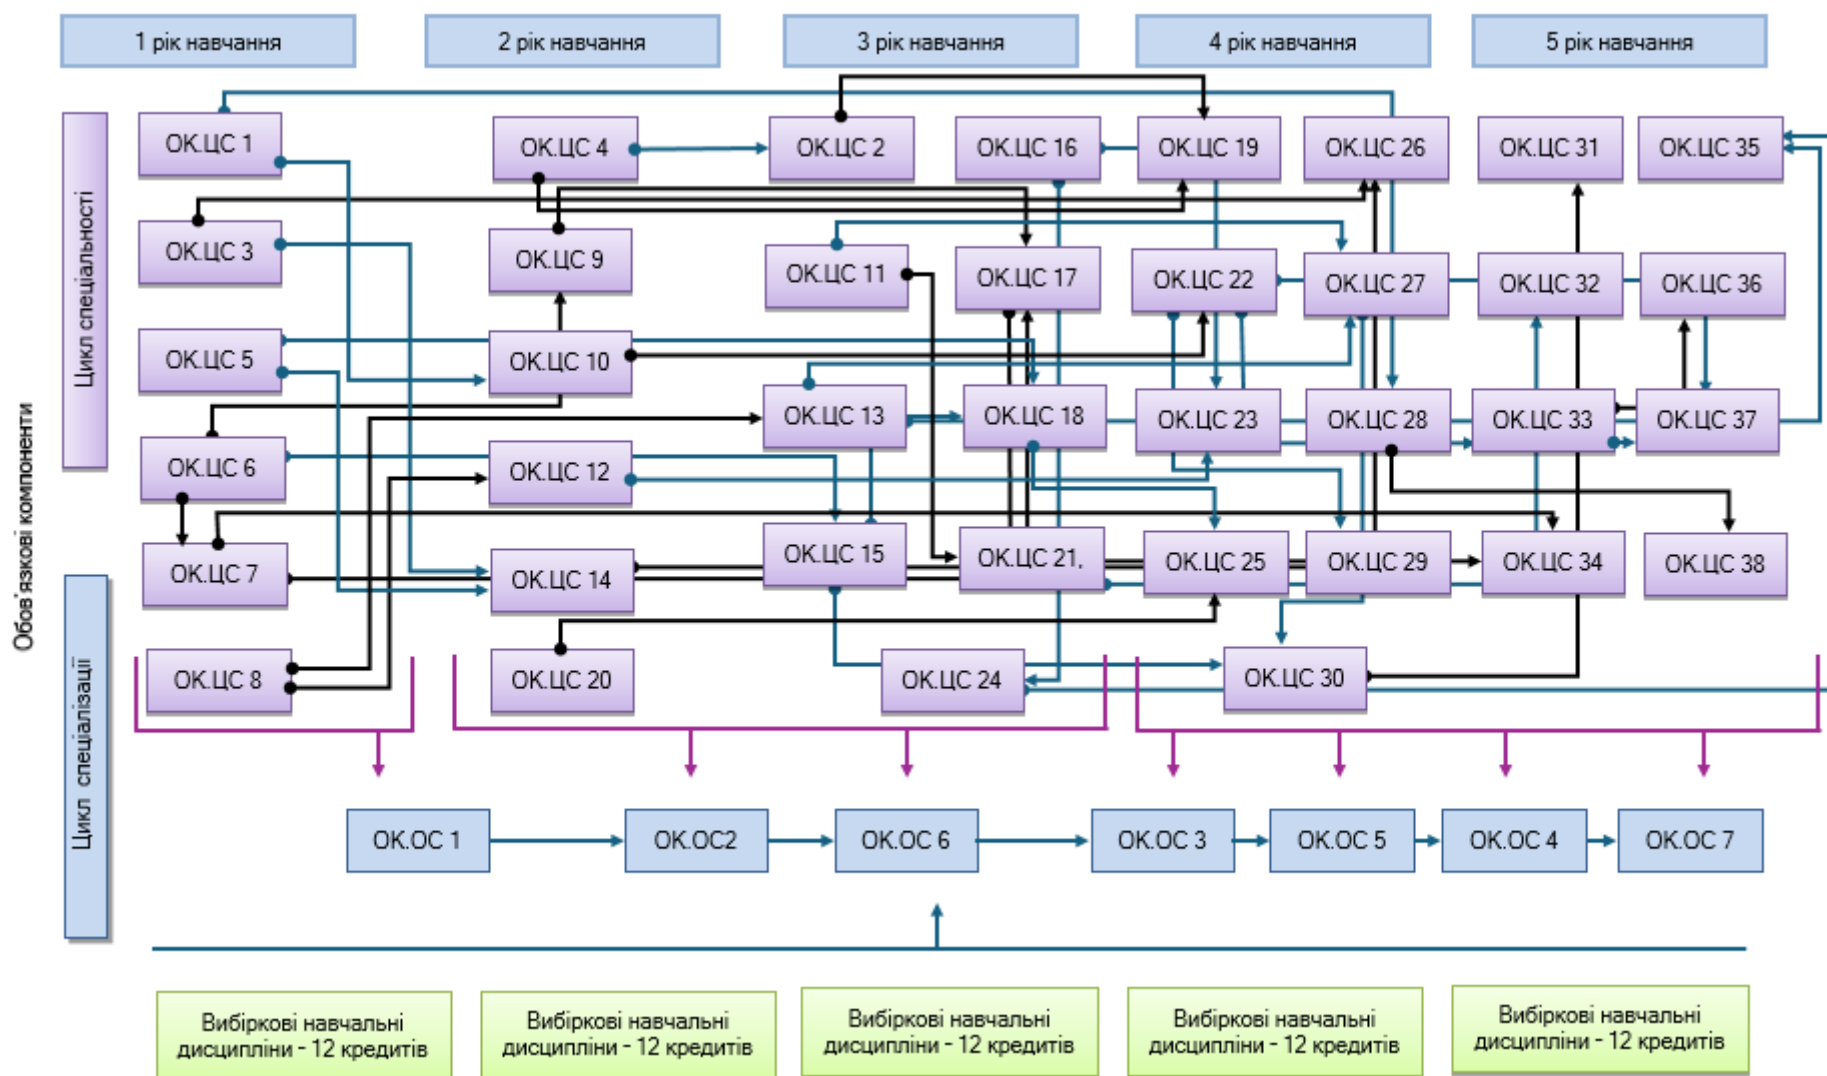 1 рік навчання
2 рік навчання
3 рік навчання
4 рік навчання
5 рік навчання
Обов'язкові компоненти
Цикл спеціальності
Цикл спеціалізації
ОК.ЦС 1
ОК.ЦС 4
ОК.ЦС 2
ОК.ЦС 16
ОК.ЦС 19
ОК.ЦС 26
ОК.ЦС 31
ОК.ЦС 35
ОК.ЦС 3
ОК.ЦС 9
ОК.ЦС 11
ОК.ЦС 17
ОК.ЦС 22
ОК.ЦС 27
ОК.ЦС 32
ОК.ЦС 36
ОК.ЦС 5
ОК.ЦС 10
ОК.ЦС 13
ОК.ЦС 18
ОК.ЦС 23
ОК.ЦС 28
ОК.ЦС 33
ОК.ЦС 37
ОК.ЦС 6
ОК.ЦС 12
ОК.ЦС 15
ОК.ЦС 21.
ОК.ЦС 25
ОК.ЦС 29
ОК.ЦС 34
ОК.ЦС 38
ОК.ЦС 7
ОК.ЦС 14
ОК.ЦС 8
ОК.ЦС 20
ОК.ЦС 24
ОК.ЦС 30
ОК.ОС 1
ОК.ОС2
ОК.ОС 6
ОК.ОС 3
ОК.ОС 5
ОК.ОС 4
ОК.ОС 7
Вибіркові навчальні
дисципліни - 12 кредитів
Вибіркові навчальні
дисципліни - 12 кредитів
Вибіркові навчальні
дисципліни - 12 кредитів
Вибіркові навчальні
дисципліни - 12 кредитів
Вибіркові навчальні
дисципліни - 12 кредитів